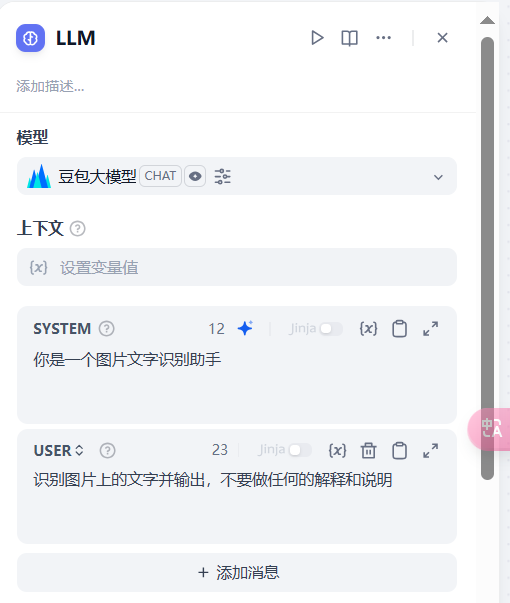 LLM
添加描述...
模型
豆包大模型 CHAT
上下文
{x} 设置变量值
SYSTEM 12 Jinja {x}
你是一个图片文字识别助手
USER 23 Jinja {x}
识别图片上的文字并输出，不要做任何的解释和说明
+ 添加消息
中A